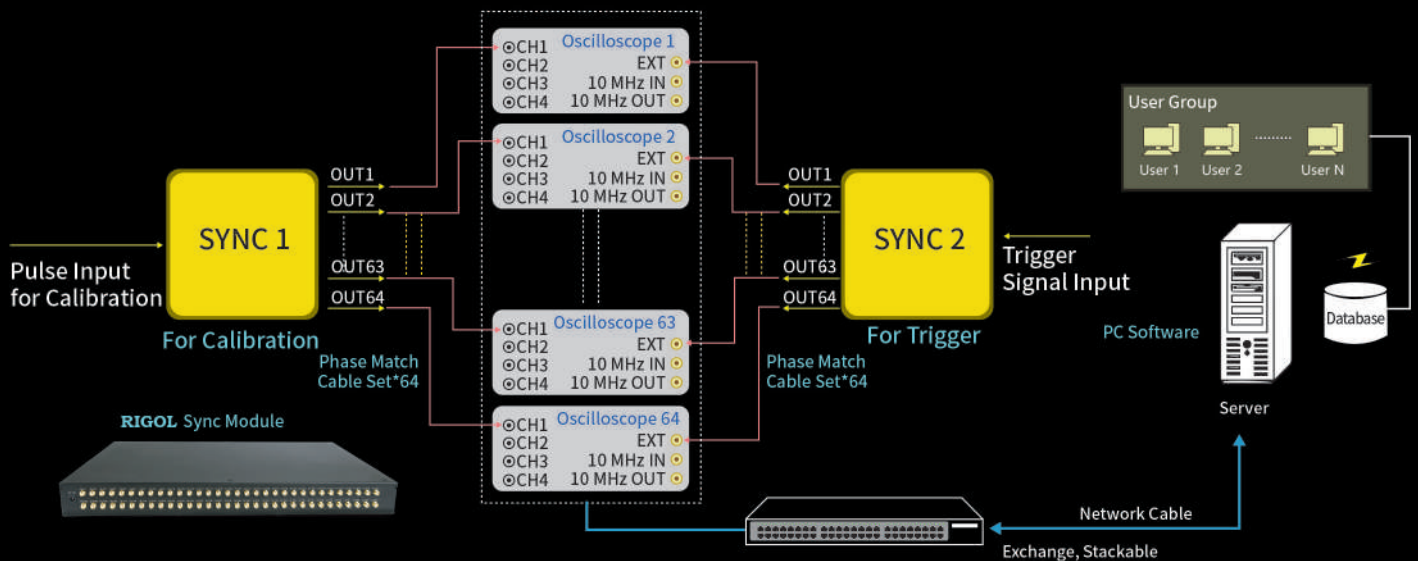 Pulse Input
for Calibration
SYNC 1
For Calibration
OUT1
OUT2
OUT63
OUT64
Phase Match
Cable Set*64
RIGOL Sync Module
Oscilloscope 1
CH1
EXT
CH2
10 MHz IN
CH3
10 MHz OUT
CH4
Oscilloscope 2
CH1
EXT
CH2
10 MHz IN
CH3
10 MHz OUT
CH4
Oscilloscope 63
CH1
EXT
CH2
10 MHz IN
CH3
10 MHz OUT
CH4
Oscilloscope 64
CH1
EXT
CH2
10 MHz IN
CH3
10 MHz OUT
CH4
OUT1
OUT2
OUT63
OUT64
SYNC 2
For Trigger
Phase Match
Cable Set*64
Trigger
Signal Input
User Group
User 1 User 2 User N
PC Software
Database
Server
Network Cable
Exchange, Stackable